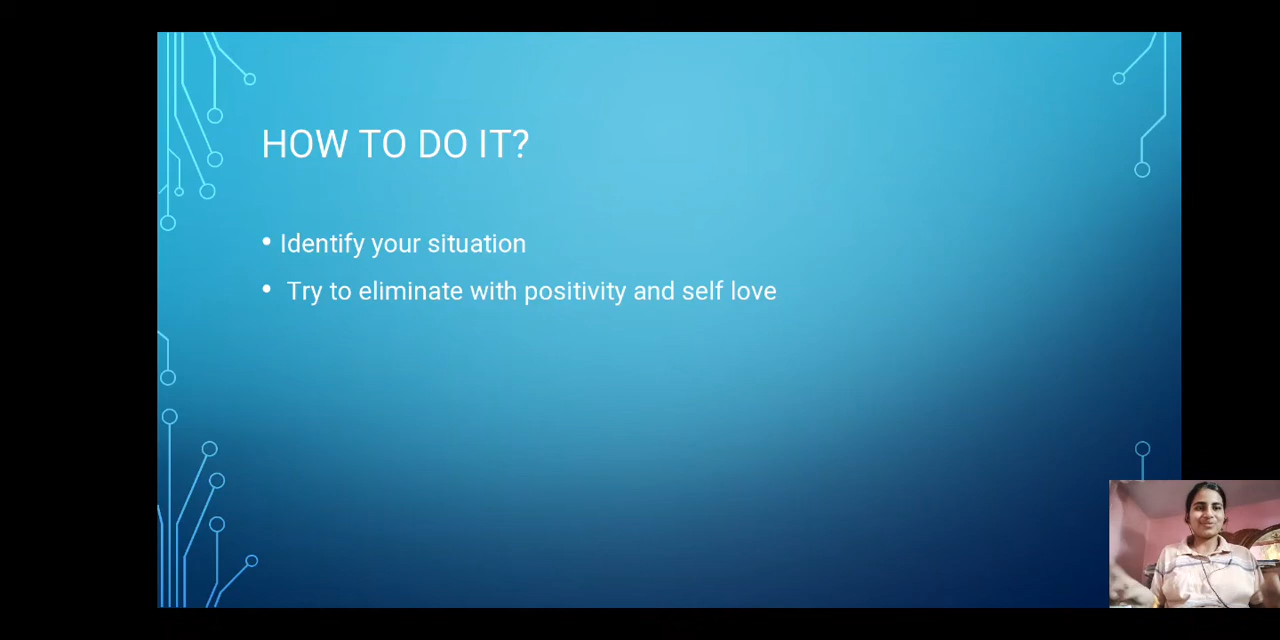 HOW TO DO IT?
• Identify your situation
• Try to eliminate with positivity and self love